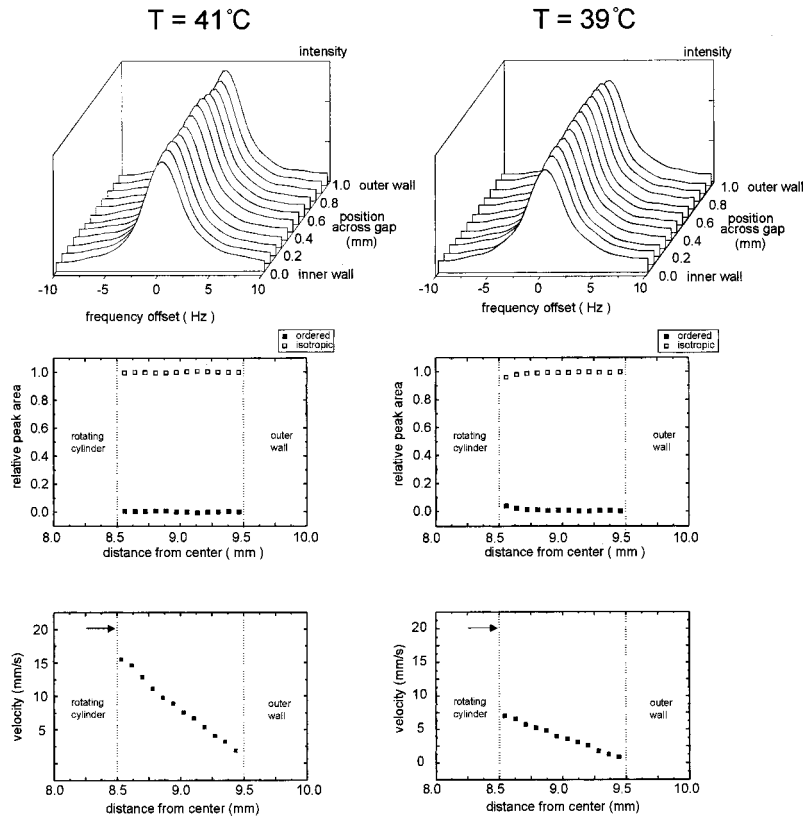 T = 41°C
intensity
1.0 outer wall
0.8
0.6 position
across gap
0.4 (mm)
0.2
0.0 inner wall
-10 -5 0 5 10
frequency offset ( Hz )
ordered
isotropic
1.0
0.8
0.6
0.4
0.2
0.0
relative peak area
rotating
cylinder
outer
wall
8.0 8.5 9.0 9.5 10.0
distance from center ( mm )
20
15
10
5
velocity (mm/s)
rotating
cylinder
outer
wall
8.0 8.5 9.0 9.5 10.0
distance from center (mm)
T = 39°C
intensity
1.0 outer wall
0.8
0.6 position
across gap
0.4 (mm)
0.2
0.0 inner wall
-10 -5 0 5 10
frequency offset ( Hz )
ordered
isotropic
1.0
0.8
0.6
0.4
0.2
0.0
relative peak area
rotating
cylinder
outer
wall
8.0 8.5 9.0 9.5 10.0
distance from center ( mm )
20
15
10
5
0
velocity (mm/s)
rotating
cylinder
outer
wall
8.0 8.5 9.0 9.5 10.0
distance from center (mm)